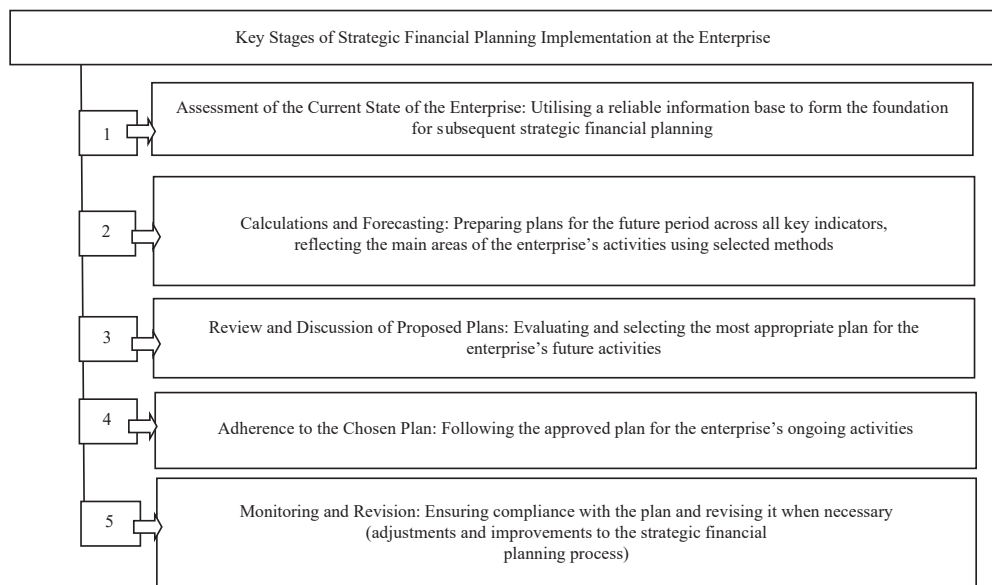 Key Stages of Strategic Financial Planning Implementation at the Enterprise
1
Assessment of the Current State of the Enterprise: Utilising a reliable information base to form the foundation
for subsequent strategic financial planning
2
Calculations and Forecasting: Preparing plans for the future period across all key indicators,
reflecting the main areas of the enterprise’s activities using selected methods
3
Review and Discussion of Proposed Plans: Evaluating and selecting the most appropriate plan for the
enterprise’s future activities
4
Adherence to the Chosen Plan: Following the approved plan for the enterprise’s ongoing activities
5
Monitoring and Revision: Ensuring compliance with the plan and revising it when necessary
(adjustments and improvements to the strategic financial
planning process)